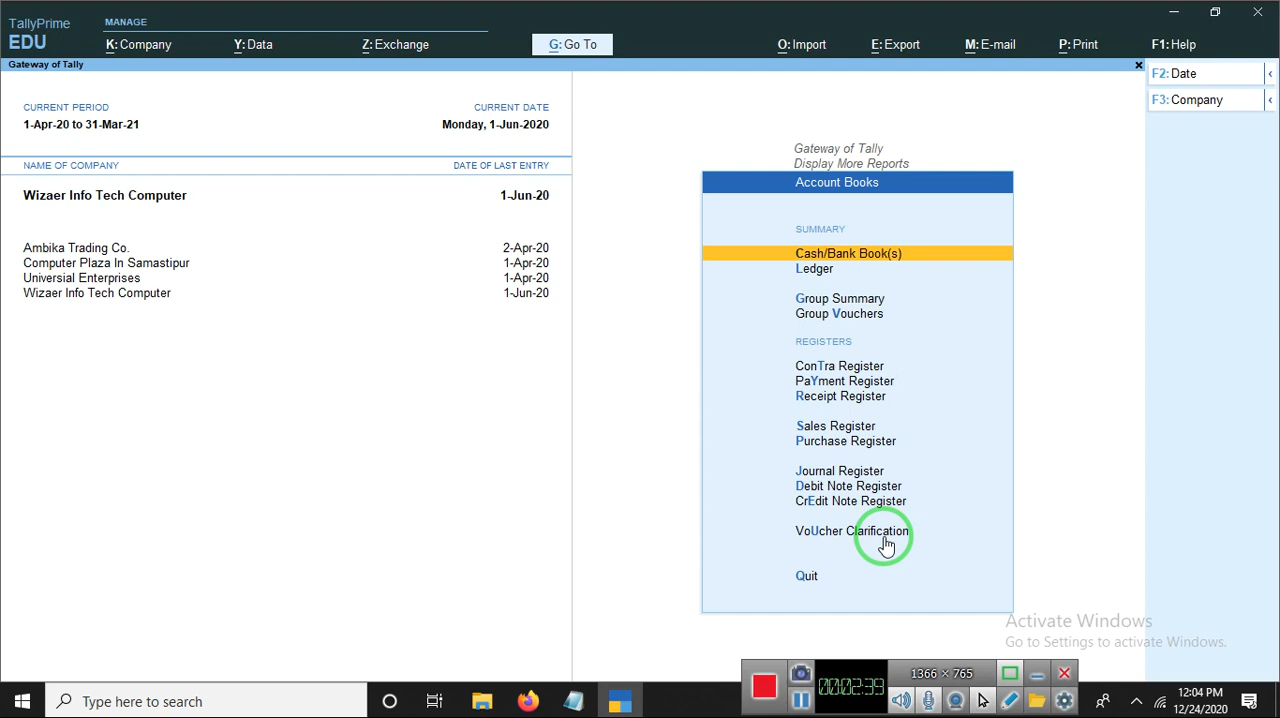 TallyPrime
EDU
MANAGE
K: Company
Y: Data
Z: Exchange
G: Go To
O: Import
E: Export
M: E-mail
P: Print
F1: Help
Gateway of Tally
F2: Date
F3: Company
CURRENT PERIOD
CURRENT DATE
1-Apr-20 to 31-Mar-21
Monday, 1-Jun-2020
NAME OF COMPANY
DATE OF LAST ENTRY
Wizaer Info Tech Computer
1-Jun-20
Ambika Trading Co.
2-Apr-20
Computer Plaza In Samastipur
1-Apr-20
Universial Enterprises
1-Apr-20
Wizaer Info Tech Computer
1-Jun-20
Gateway of Tally
Display More Reports
Account Books
SUMMARY
Cash/Bank Book(s)
Ledger
Group Summary
Group Vouchers
REGISTERS
ConTra Register
PaYment Register
Receipt Register
Sales Register
Purchase Register
Journal Register
Debit Note Register
CrEdit Note Register
VoUcher Clarification
Quit
Activate Windows
Go to Settings to activate Windows.
00:02:39
1366 × 765
Type here to search
12:04 PM
12/24/2020